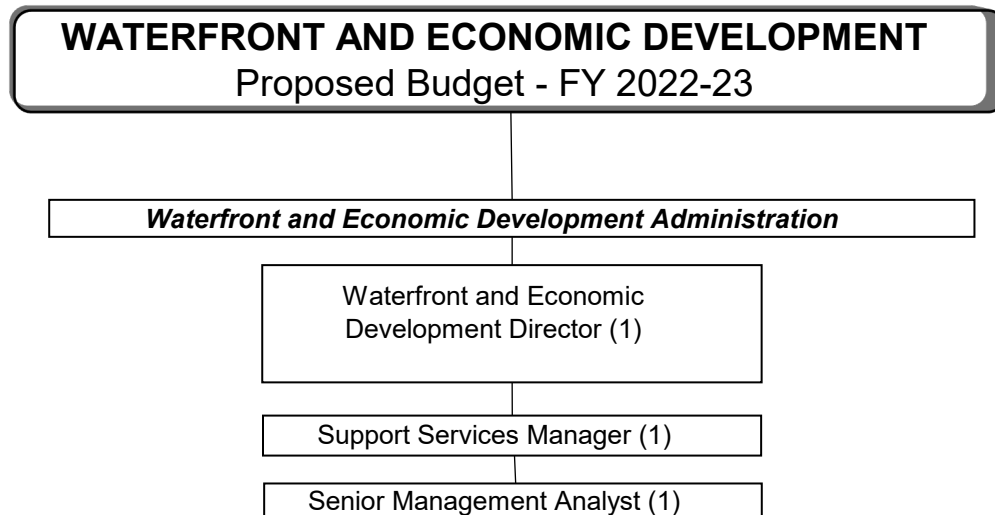 WATERFRONT AND ECONOMIC DEVELOPMENT
Proposed Budget - FY 2022-23
Waterfront and Economic Development Administration
Waterfront and Economic
Development Director (1)
Support Services Manager (1)
Senior Management Analyst (1)